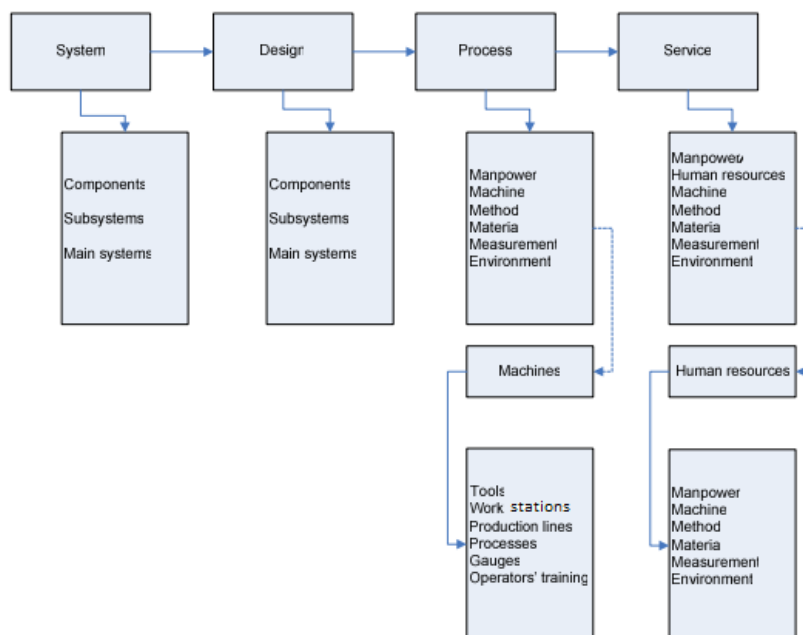 System
Design
Process
Service
Components
Subsystems
Main systems
Components
Subsystems
Main systems
Manpower
Machine
Method
Materia
Measurement
Environment
Manpower
Human resources
Machine
Method
Materia
Measurement
Environment
Machines
Human resources
Tools
Work stations
Production lines
Processes
Gauges
Operators' training
Manpower
Machine
Method
Materia
Measurement
Environment